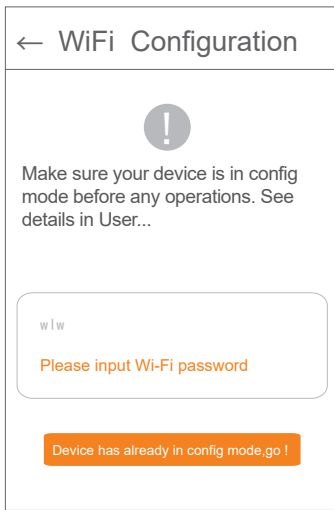 ← WiFi Configuration
!
Make sure your device is in config
mode before any operations. See
details in User...
wlw
Please input Wi-Fi password
Device has already in config mode,go !